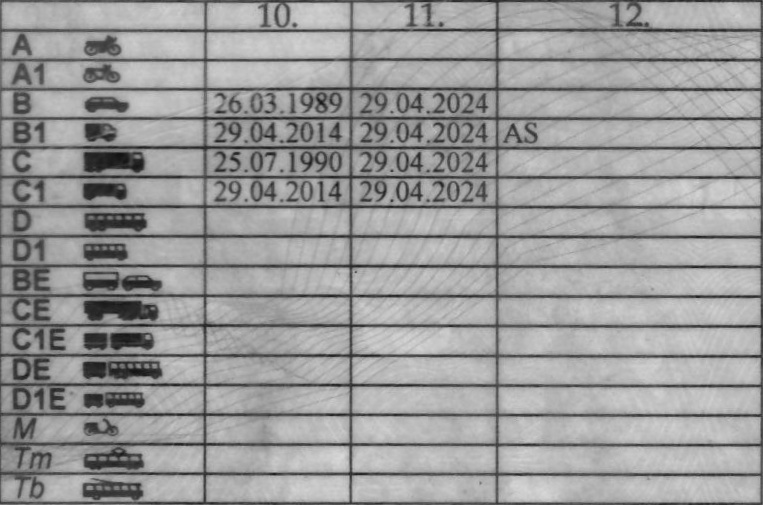 10. 11. 12.
A
A1
B 26.03.1989 29.04.2024
B1 29.04.2014 29.04.2024 AS
C 25.07.1990 29.04.2024
C1 29.04.2014 29.04.2024
D
D1
BE
CE
C1E
DE
D1E
M
Tm
Tb